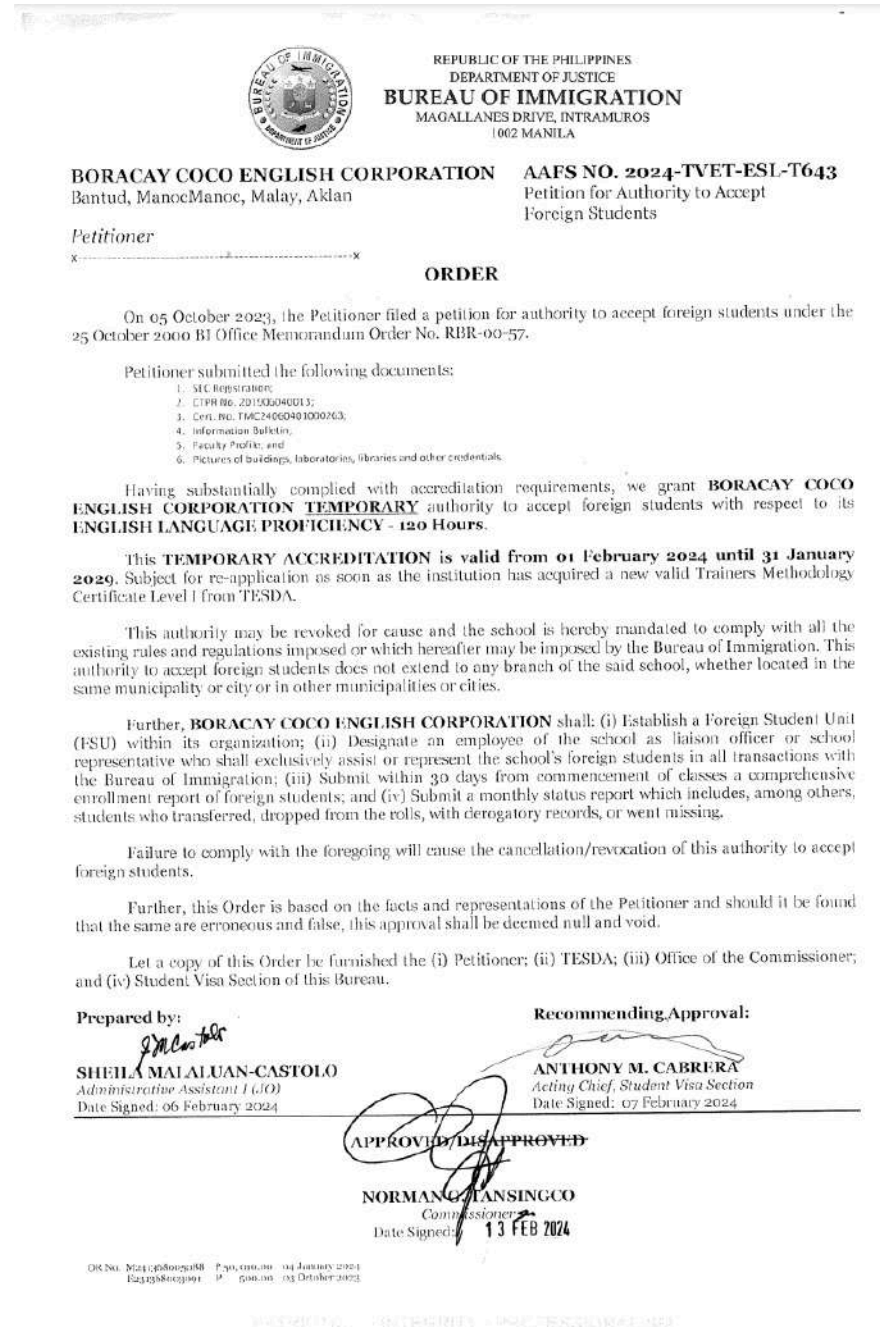 BUREAU OF IMMIGRATION
DEPARTMENT OF JUSTICE
REPUBLIC OF THE PHILIPPINES
DEPARTMENT OF JUSTICE
BUREAU OF IMMIGRATION
MAGALLANES DRIVE, INTRAMUROS
1002 MANILA
BORACAY COCO ENGLISH CORPORATION
Bantud, ManocManoc, Malay, Aklan
AAFS NO. 2024-TVET-ESL-T643
Petition for Authority to Accept
Foreign Students
Petitioner
x-----x
ORDER
On 05 October 2023, the Petitioner filed a petition for authority to accept foreign students under the
25 October 2000 BI Office Memorandum Order No. RBR-00-57.
Petitioner submitted the following documents:
1. SEC Registration;
2. CTPR No. 201906040013;
3. Cert. No. TMC24060401000263;
4. Information Bulletin;
5. Faculty Profile; and
6. Pictures of buildings, laboratories, libraries and other credentials
Having substantially complied with accreditation requirements, we grant BORACAY COCO
ENGLISH CORPORATION TEMPORARY authority to accept foreign students with respect to its
ENGLISH LANGUAGE PROFICIENCY - 120 Hours.
This TEMPORARY ACCREDITATION is valid from 01 February 2024 until 31 January
2029. Subject for re-application as soon as the institution has acquired a new valid Trainers Methodology
Certificate Level I from TESDA.
This authority may be revoked for cause and the school is hereby mandated to comply with all the
existing rules and regulations imposed or which hereafter may be imposed by the Bureau of Immigration. This
authority to accept foreign students does not extend to any branch of the said school, whether located in the
same municipality or city or in other municipalities or cities.
Further, BORACAY COCO ENGLISH CORPORATION shall: (i) Establish a Foreign Student Unit
(FSU) within its organization; (ii) Designate an employee of the school as liaison officer or school
representative who shall exclusively assist or represent the school's foreign students in all transactions with
the Bureau of Immigration; (iii) Submit within 30 days from commencement of classes a comprehensive
enrollment report of foreign students; and (iv) Submit a monthly status report which includes, among others,
students who transferred, dropped from the rolls, with derogatory records, or went missing.
Failure to comply with the foregoing will cause the cancellation/revocation of this authority to accept
foreign students.
Further, this Order is based on the facts and representations of the Petitioner and should it be found
that the same are erroneous and false, this approval shall be deemed null and void.
Let a copy of this Order be furnished the (i) Petitioner; (ii) TESDA; (iii) Office of the Commissioner;
and (iv) Student Visa Section of this Bureau.
Prepared by:
SHEILA MALALUAN-CASTOLO
Administrative Assistant I (JO)
Date Signed: 06 February 2024
Recommending Approval:
ANTHONY M. CABRERA
Acting Chief, Student Visa Section
Date Signed: 07 February 2024
APPROVED/DISAPPROVED
NORMAN G. TANSINGCO
Commissioner
Date Signed: 13 FEB 2024
OR No. P 50,010.00 04 January 2024
P 500.00 03 October 2023